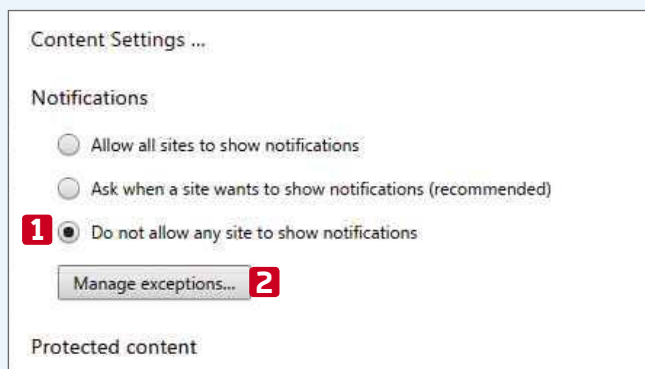 Content Settings ...
Notifications
Allow all sites to show notifications
Ask when a site wants to show notifications (recommended)
1 Do not allow any site to show notifications
Manage exceptions... 2
Protected content